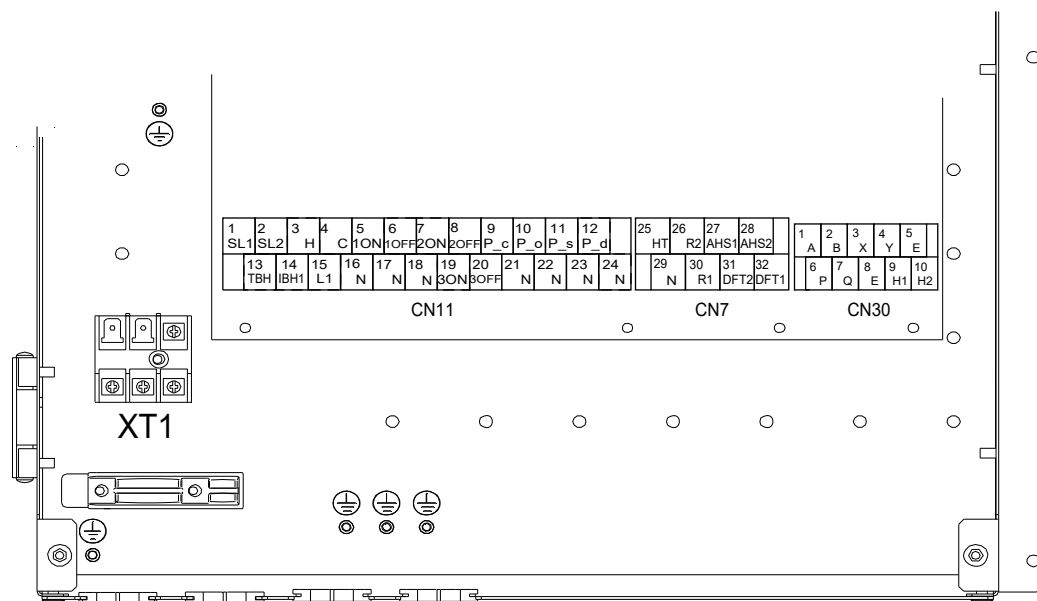 1 2 3 4 5 6 7 8 9 10 11 12
SL1 SL2 H C 1ON 1OFF 2ON 2OFF P_c P_o P_s P_d
13 14 15 16 17 18 19 20 21 22 23 24
TBH IBH1 L1 N N N 3ON 3OFF N N N N
CN11
25 26 27 28
HT R2 AHS1 AHS2
29 30 31 32
N R1 DFT2 DFT1
CN7
1 2 3 4 5
A B X Y E
6 7 8 9 10
P Q E H1 H2
CN30
XT1